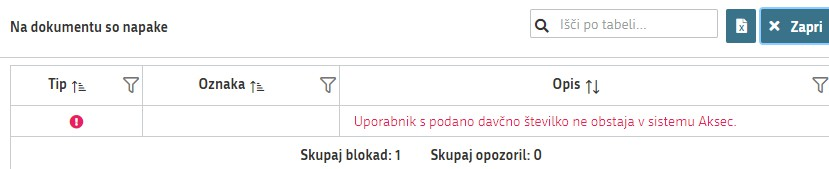 Na dokumentu so napake
Išči po tabeli...
Zapri
Tip Oznaka Opis
Uporabnik s podano davčno številko ne obstaja v sistemu Aksec.
Skupaj blokad: 1 Skupaj opozoril: 0